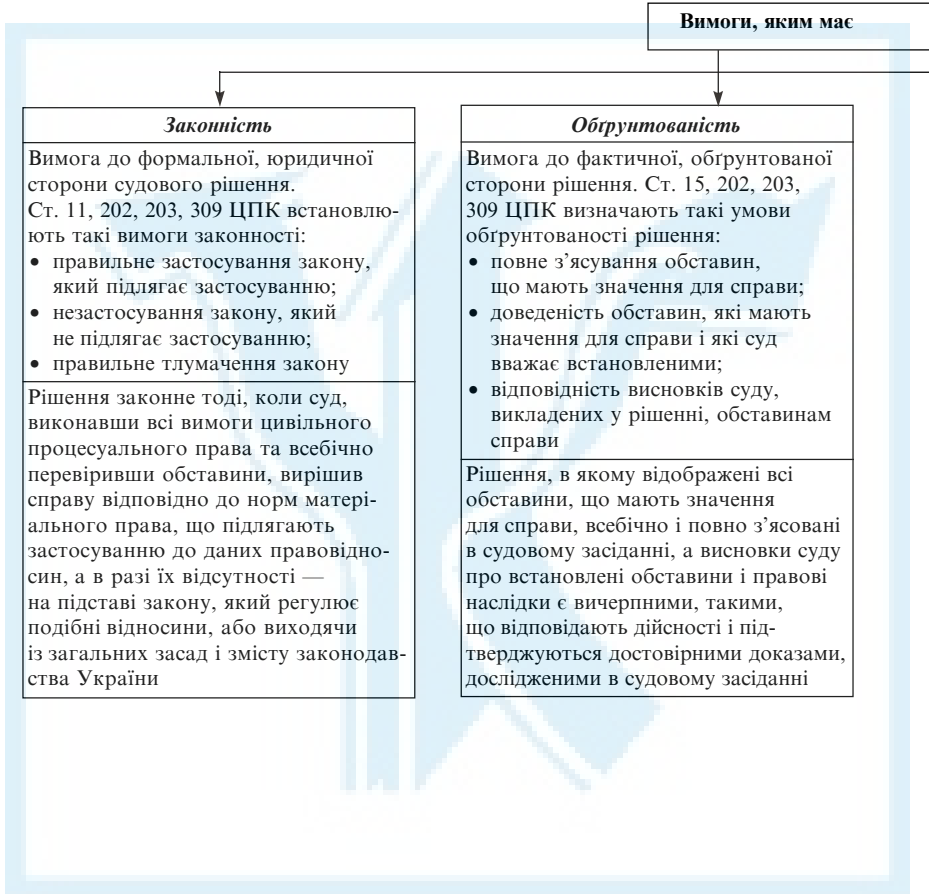 Вимоги, яким має
Законність
Вимога до формальної, юридичної
сторони судового рішення.
Ст. 11, 202, 203, 309 ЦПК встановлю-
ють такі вимоги законності:
• правильне застосування закону,
який підлягає застосуванню;
• незастосування закону, який
не підлягає застосуванню;
• правильне тлумачення закону
Рішення законне тоді, коли суд,
виконавши всі вимоги цивільного
процесуального права та всебічно
перевіривши обставини, вирішив
справу відповідно до норм матері-
ального права, що підлягають
застосуванню до даних правовідно-
син, а в разі їх відсутності —
на підставі закону, який регулює
подібні відносини, або виходячи
із загальних засад і змісту законодав-
ства України
Обґрунтованість
Вимога до фактичної, обґрунтованої
сторони рішення. Ст. 15, 202, 203,
309 ЦПК визначають такі умови
обґрунтованості рішення:
• повне з'ясування обставин,
що мають значення для справи;
• доведеність обставин, які мають
значення для справи і які суд
вважає встановленими;
• відповідність висновків суду,
викладених у рішенні, обставинам
справи
Рішення, в якому відображені всі
обставини, що мають значення
для справи, всебічно і повно з'ясовані
в судовому засіданні, а висновки суду
про встановлені обставини і правові
наслідки є вичерпними, такими,
що відповідають дійсності і під-
тверджуються достовірними доказами,
дослідженими в судовому засіданні